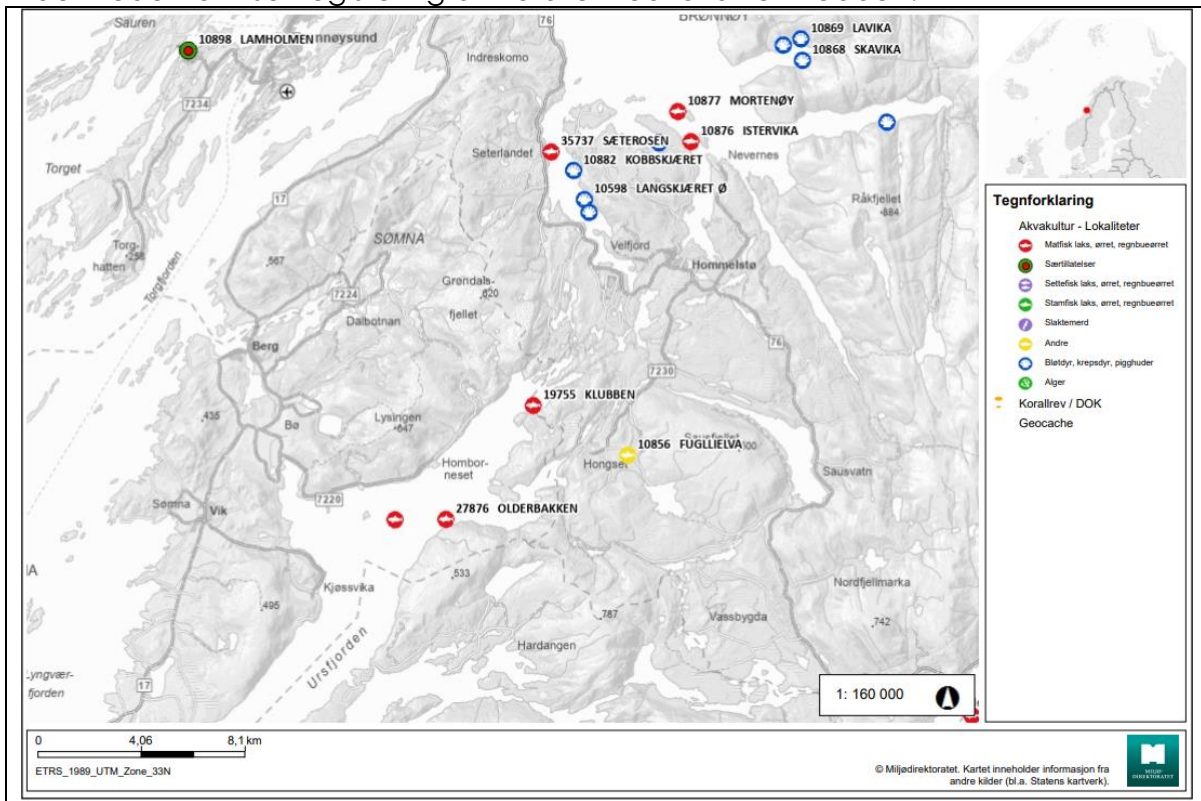 Sauren
10898 LAMHOLMEN
nnøysund
76
BRØNNØY
10869 LAVIKA
10868 SKAVIKA
Indreskomo
7234
10877 MORTENØY
10876 ISTERVIKA
35737 SÆTEROSEN
Seterlandet
10882 KOBBSKJÆRET
Nevernes
Torget
17
10598 LANGSKJÆRET Ø
Råkfjellet
884
Torg-
hatten
258
Torgfjorden
SØMNA
567
Velfjord
Hommelstø
Grøndals-
fjellet
620
7224
Dalbotnan
Berg
76
7230
19755 KLUBBEN
435
Bø
Lysingen
647
10856 FUGLLIELVA
Hombor-
neset
Hongset
Sausvatn
7220
27876 OLDERBAKKEN
Sømna
Vik
Kjøssvika
533
Nordfjellmarka
495
787
Vassbygda
742
Ursfjorden
Hardangen
Lyngvær-
fjorden
17
1: 160 000
Tegnforklaring
Akvakultur - Lokaliteter
Matfisk laks, ørret, regnbueørret
Særtillatelser
Settefisk laks, ørret, regnbueørret
Stamfisk laks, ørret, regnbueørret
Slaktemerd
Andre
Bløtdyr, krepsdyr, pigghuder
Alger
Korallrev / DOK
Geocache
0 4,06 8,1 km
ETRS_1989_UTM_Zone_33N
© Miljødirektoratet. Kartet inneholder informasjon fra
andre kilder (bl.a. Statens kartverk).
MILJØ-
DIREKTORATET